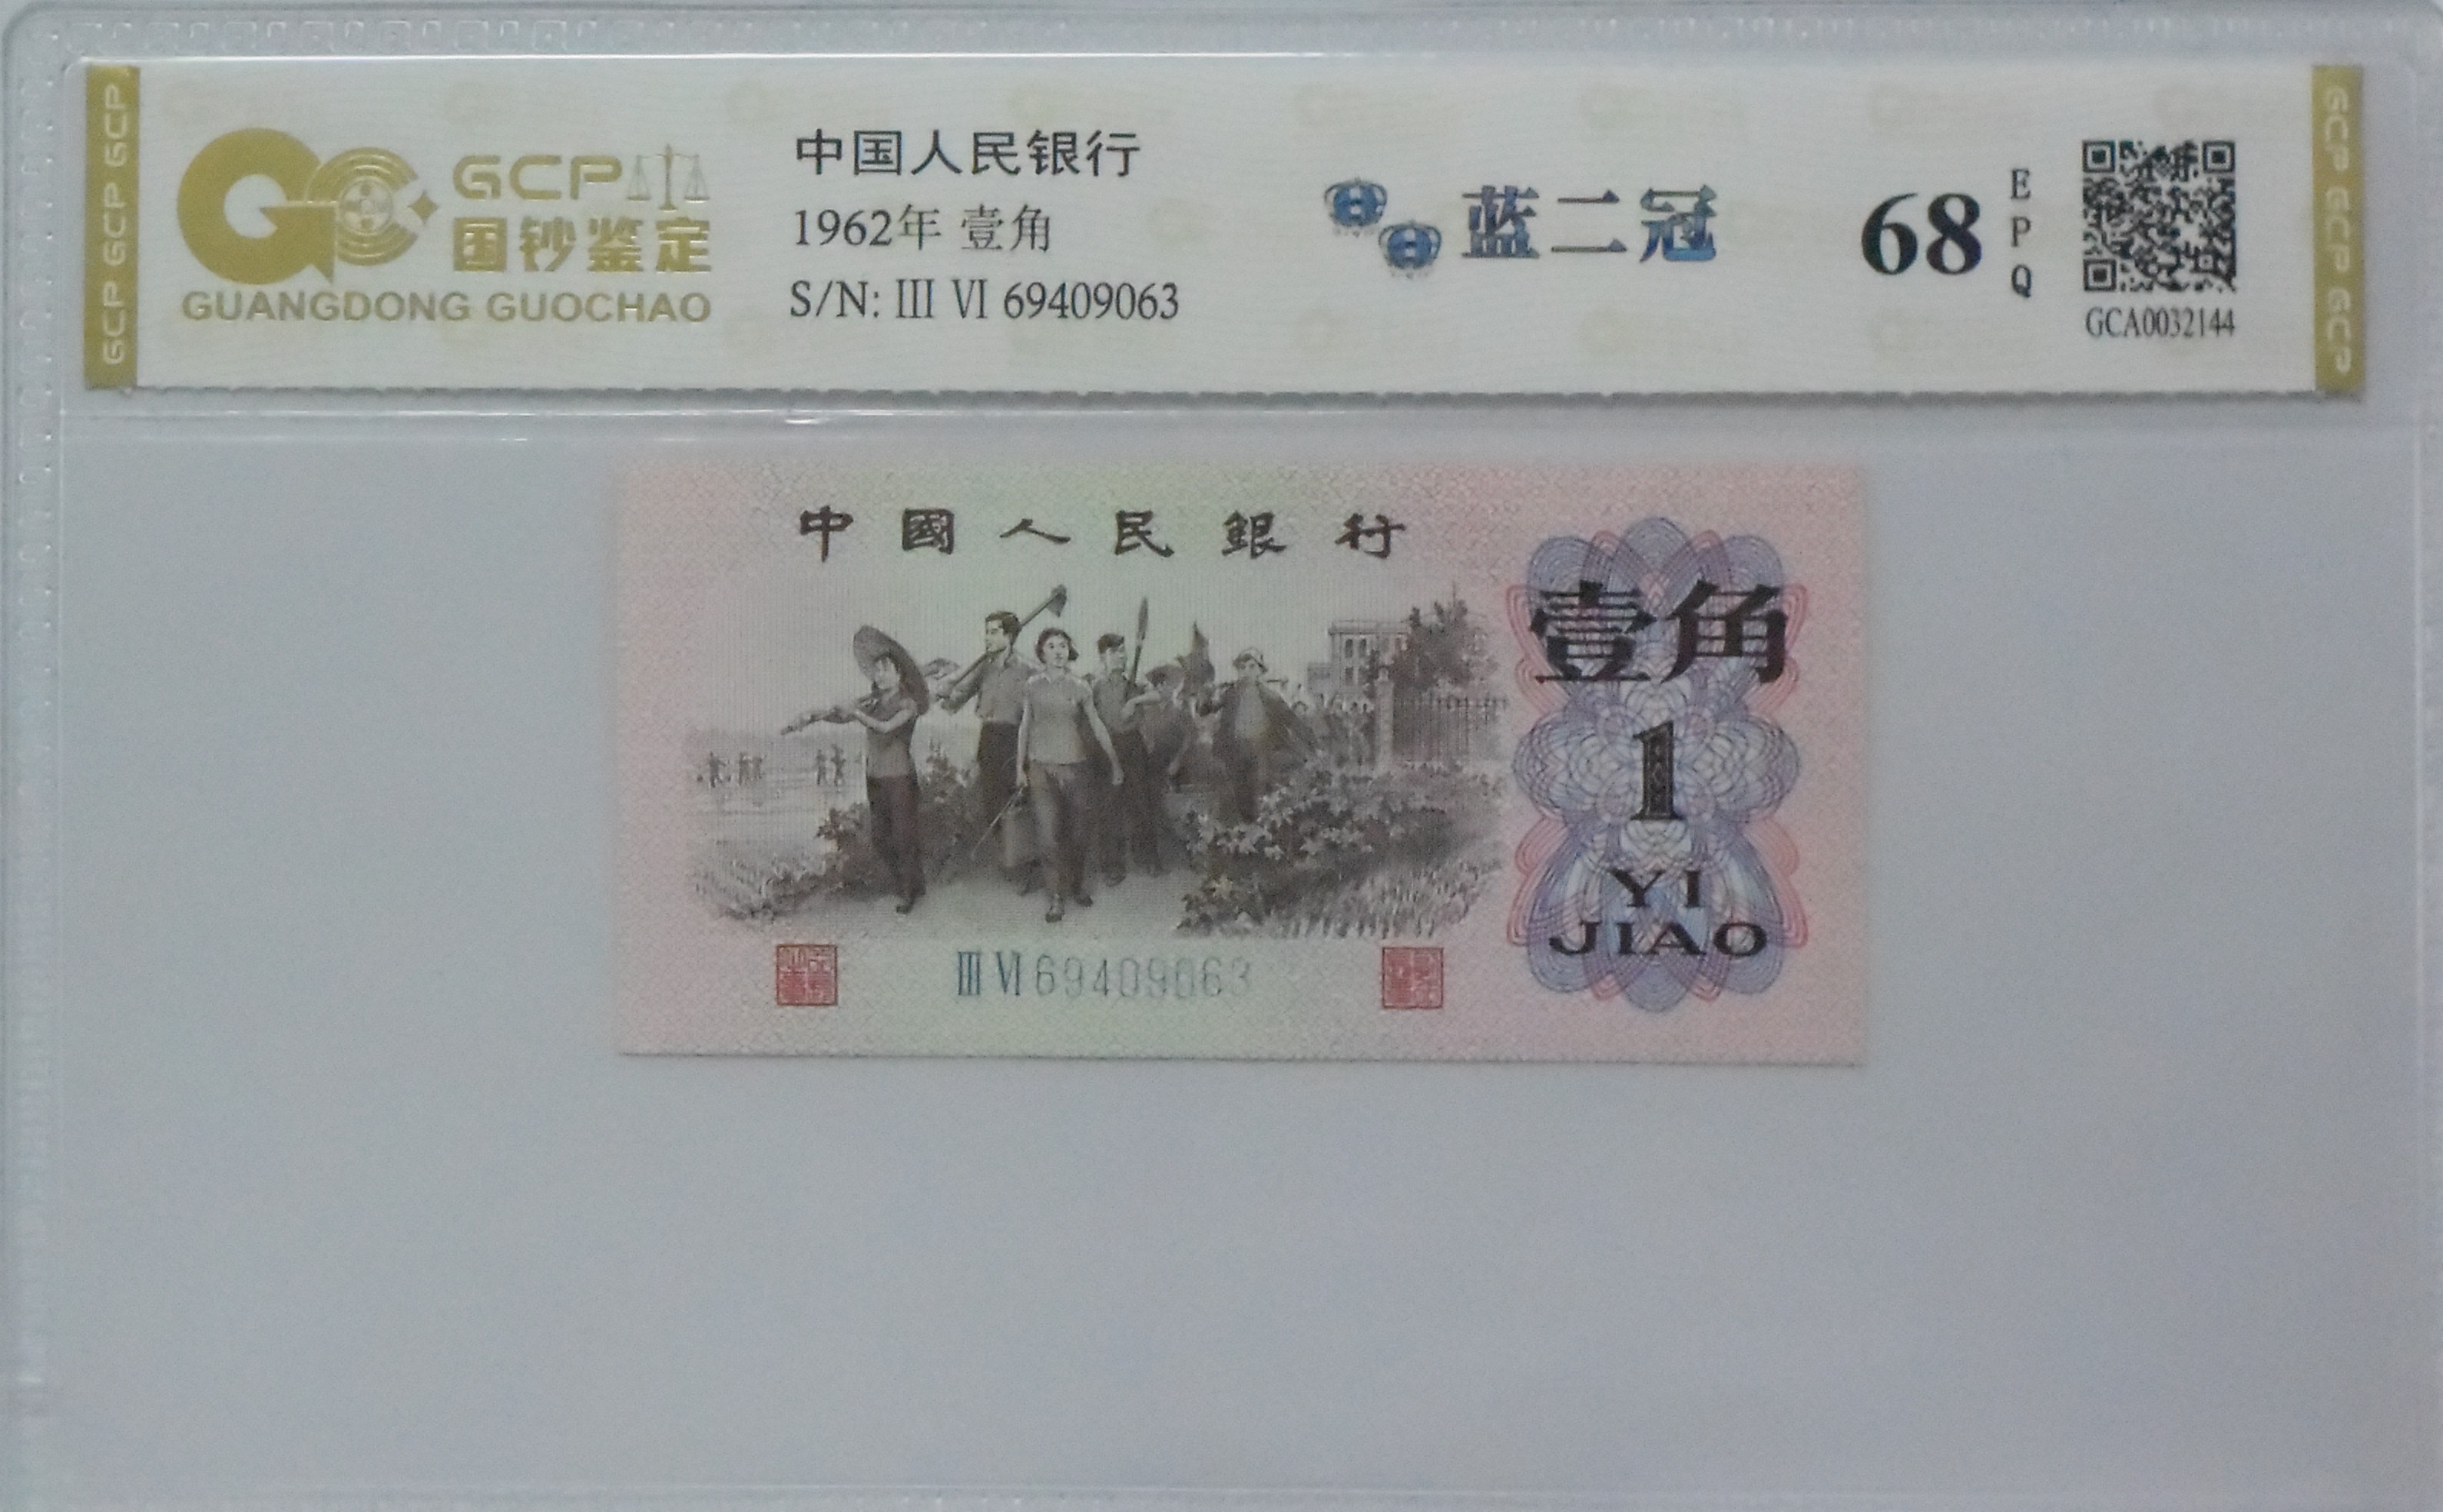 GCP GCP GCP
GCP
国钞鉴定
GUANGDONG GUOCHAO
中国人民银行
1962年 壹角
S/N: III VI 69409063
蓝二冠
68
EPQ
GCA0032144
GCP GCP GCP
中國人民銀行
壹角
1
YI
JIAO
III VI 69409063